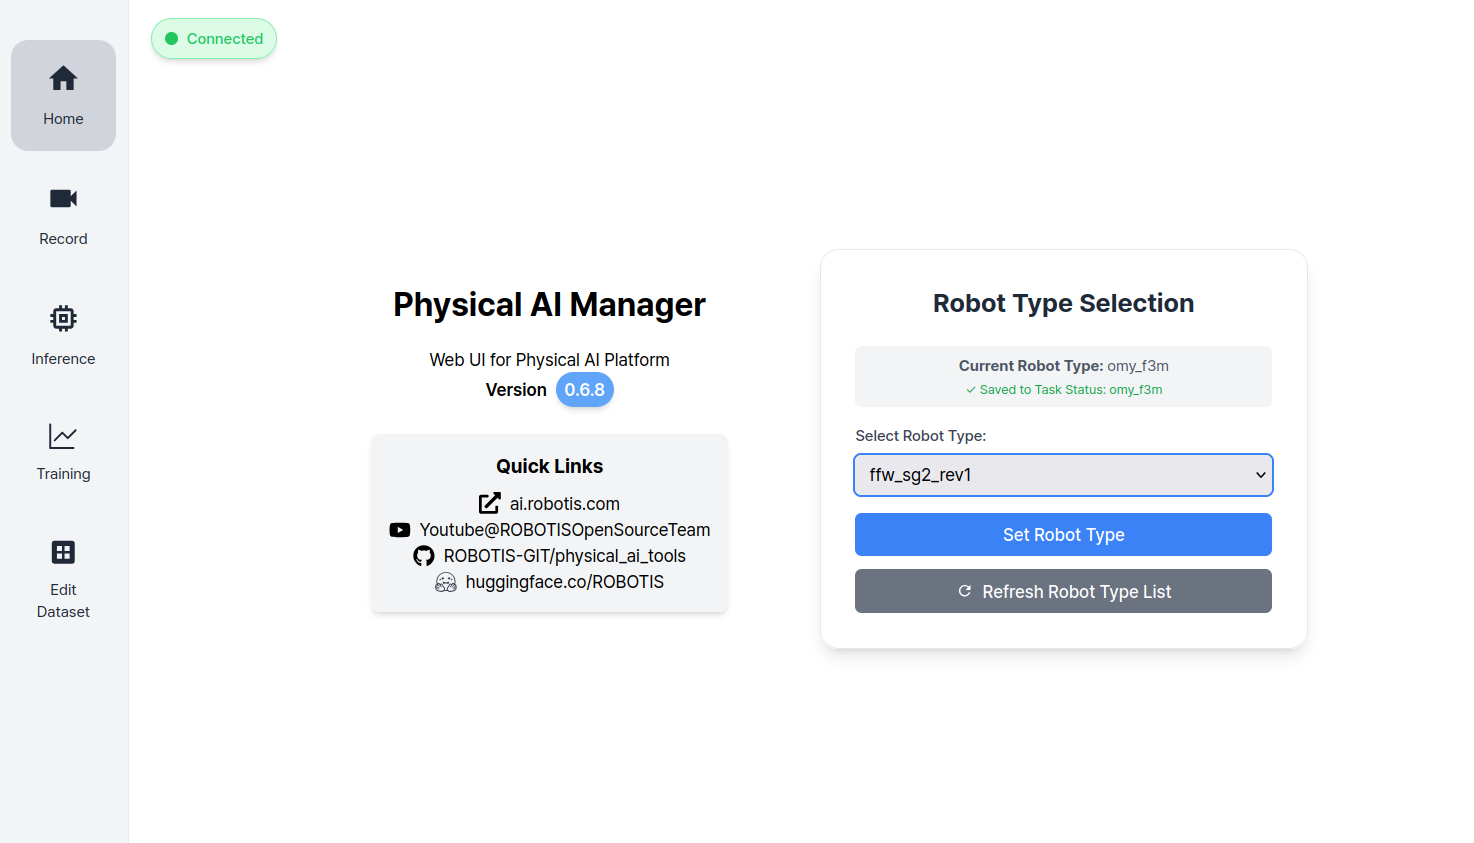 Connected
Home
Record
Inference
Training
Edit
Dataset
Physical AI Manager
Web UI for Physical AI Platform
Version 0.6.8
Quick Links
ai.robotis.com
Youtube@ROBOTISOpenSourceTeam
ROBOTIS-GIT/physical_ai_tools
huggingface.co/ROBOTIS
Robot Type Selection
Current Robot Type: omy_f3m
✓ Saved to Task Status: omy_f3m
Select Robot Type:
ffw_sg2_rev1
Set Robot Type
Refresh Robot Type List